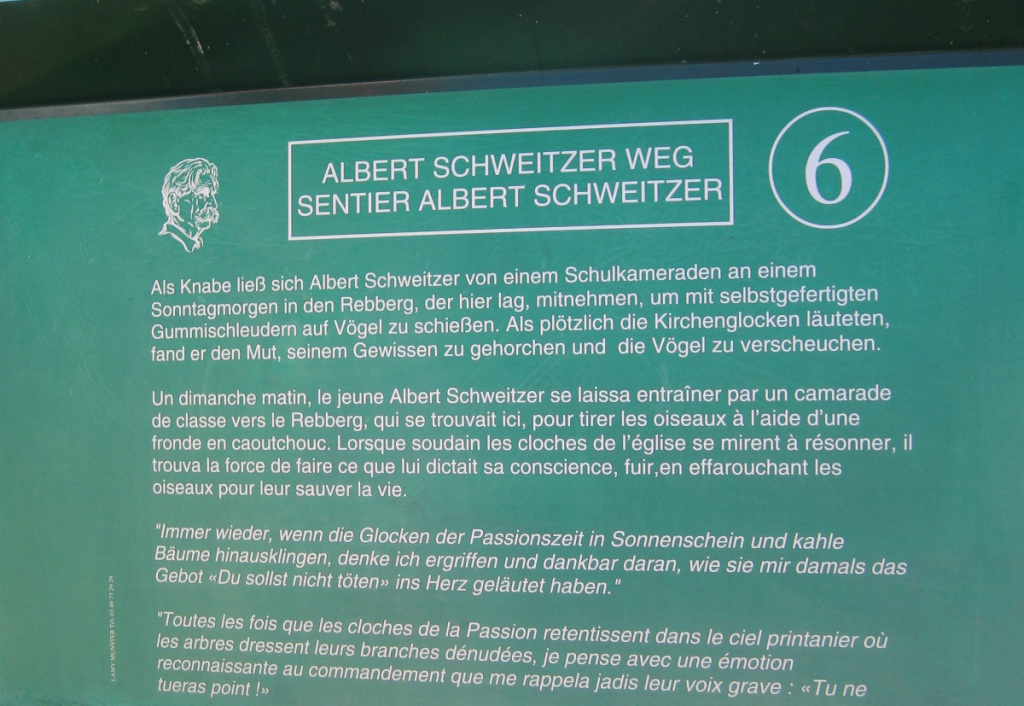 ALBERT SCHWEITZER WEG
SENTIER ALBERT SCHWEITZER
6
Als Knabe ließ sich Albert Schweitzer von einem Schulkameraden an einem
Sonntagmorgen in den Rebberg, der hier lag, mitnehmen, um mit selbstgefertigten
Gummischleudern auf Vögel zu schießen. Als plötzlich die Kirchenglocken läuteten,
fand er den Mut, seinem Gewissen zu gehorchen und die Vögel zu verscheuchen.
Un dimanche matin, le jeune Albert Schweitzer se laissa entraîner par un camarade
de classe vers le Rebberg, qui se trouvait ici, pour tirer les oiseaux à l'aide d'une
fronde en caoutchouc. Lorsque soudain les cloches de l'église se mirent à résonner, il
trouva la force de faire ce que lui dictait sa conscience, fuir,en effarouchant les
oiseaux pour leur sauver la vie.
"Immer wieder, wenn die Glocken der Passionszeit in Sonnenschein und kahle
Bäume hinausklingen, denke ich ergriffen und dankbar daran, wie sie mir damals das
Gebot «Du sollst nicht töten» ins Herz geläutet haben."
"Toutes les fois que les cloches de la Passion retentissent dans le ciel printanier où
les arbres dressent leurs branches dénudées, je pense avec une émotion
reconnaissante au commandement que me rappela jadis leur voix grave : «Tu ne
tueras point !»
LAMY MUNSTER Tél. 03 89 77